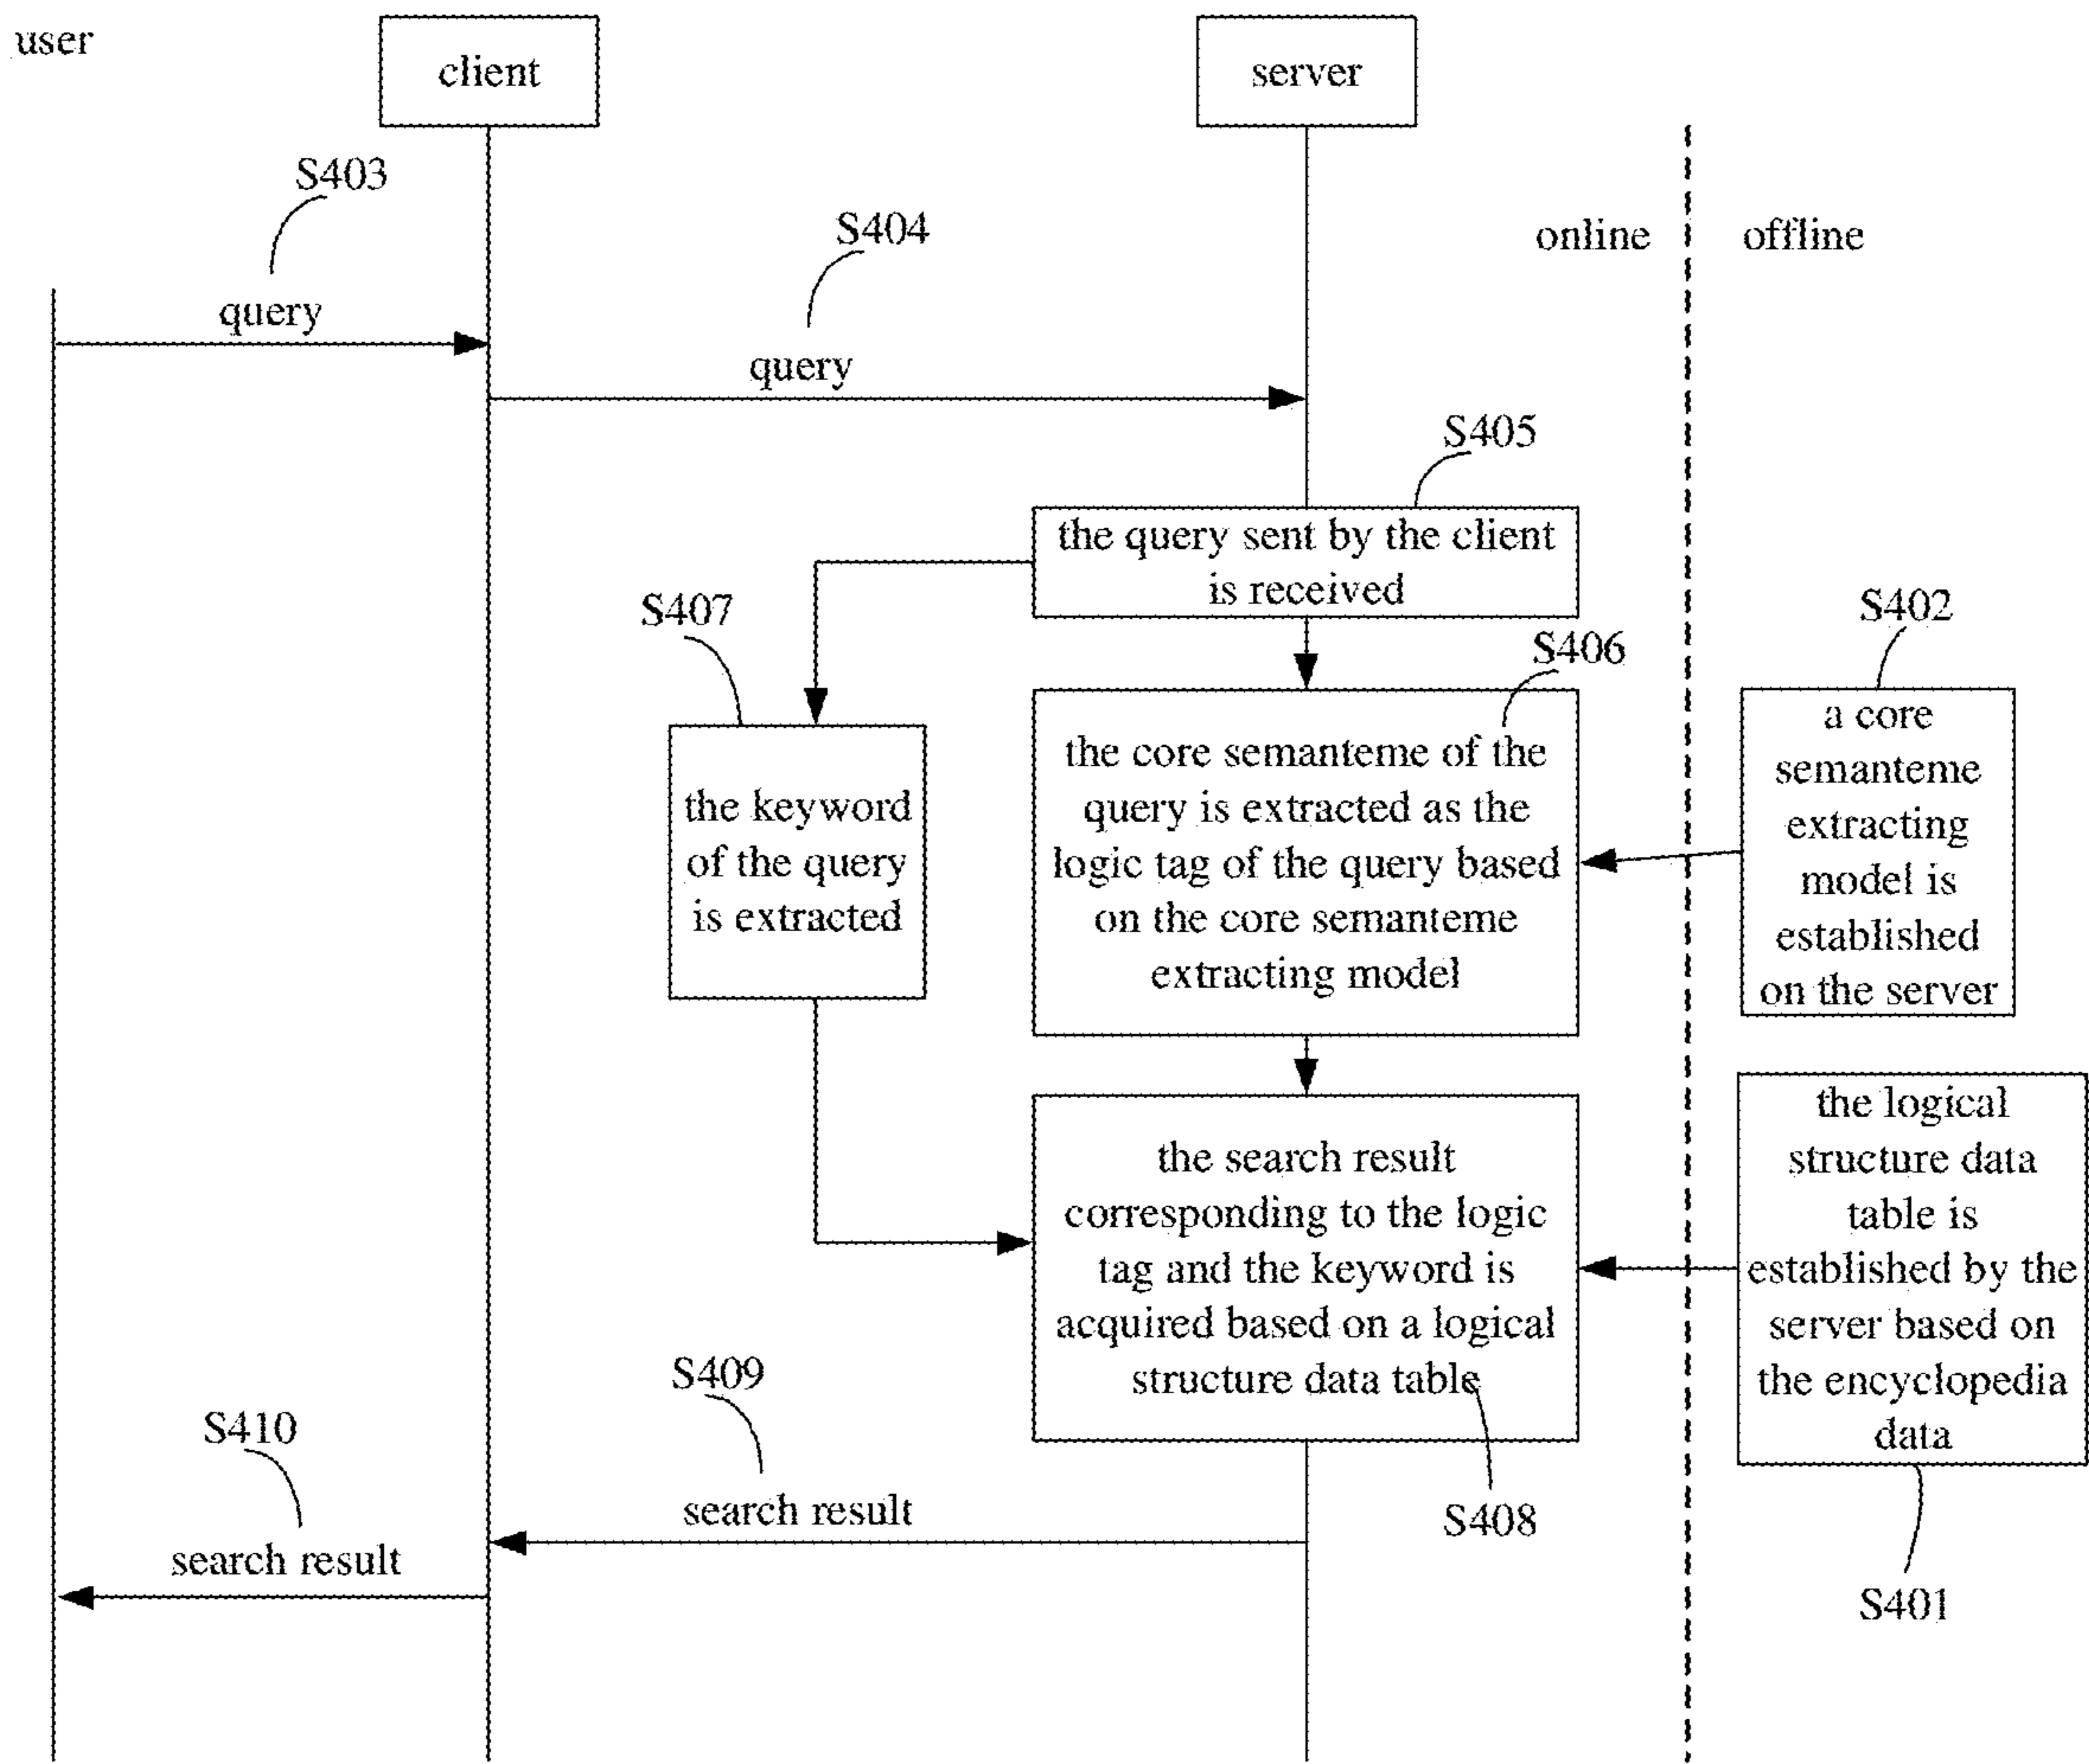 user
client
server
S403
S404
online
offline
query
query
S405
the query sent by the client
is received
S407
S406
S402
the keyword
of the query
is extracted
the core semanteme of the
query is extracted as the
logic tag of the query based
on the core semanteme
extracting model
a core
semanteme
extracting
model is
established
on the server
the search result
corresponding to the logic
tag and the keyword is
acquired based on a logical
structure data table
the logical
structure data
table is
established by the
server based on
the encyclopedia
data
S409
S410
search result
S408
search result
S401